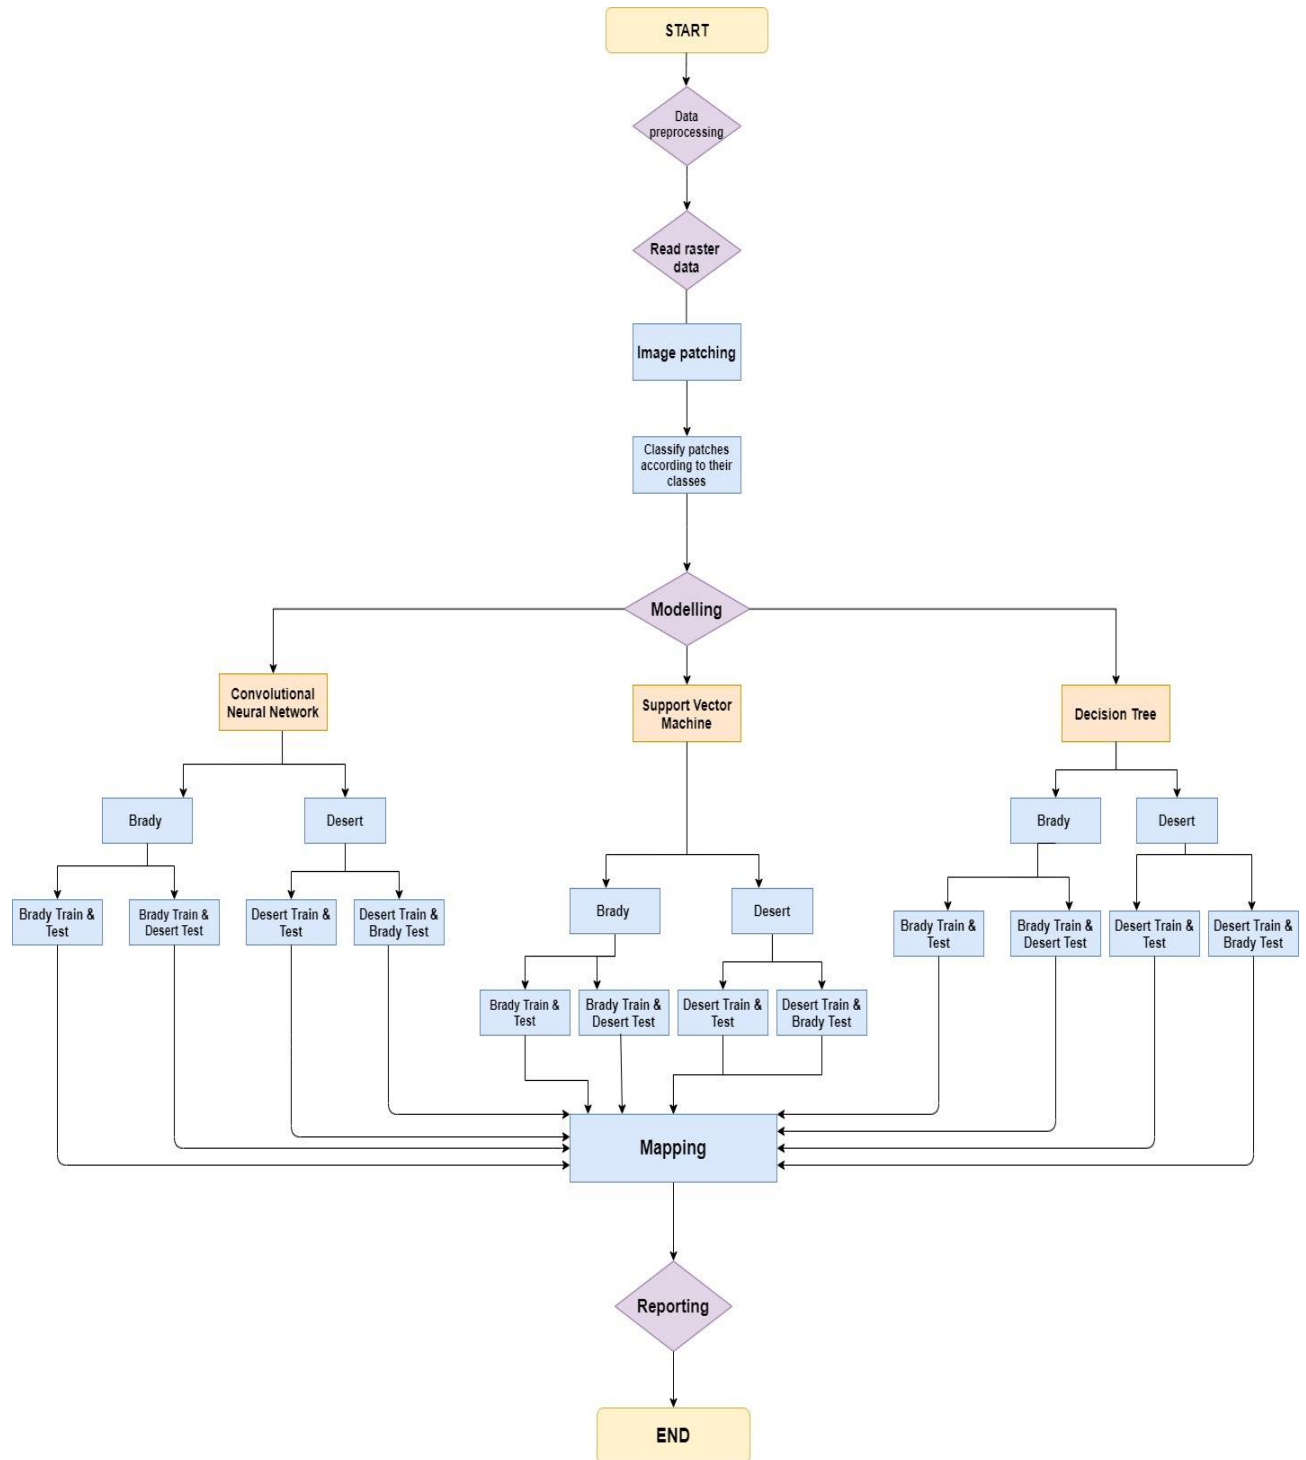 START
Data
preprocessing
Read raster
data
Image patching
Classify patches
according to their
classes
Modelling
Convolutional
Neural Network
Support Vector
Machine
Decision Tree
Brady
Desert
Brady
Desert
Brady
Desert
Brady Train &
Test
Brady Train &
Desert Test
Desert Train &
Test
Desert Train &
Brady Test
Brady Train &
Test
Brady Train &
Desert Test
Desert Train &
Test
Desert Train &
Brady Test
Brady Train &
Test
Brady Train &
Desert Test
Desert Train &
Test
Desert Train &
Brady Test
Mapping
Reporting
END